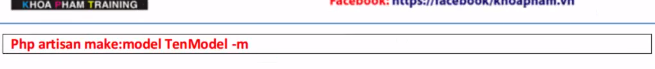 KHOA PHAM TRAINING
Facebook: https://facebook/khoapham.vn
Php artisan make:model TenModel -m